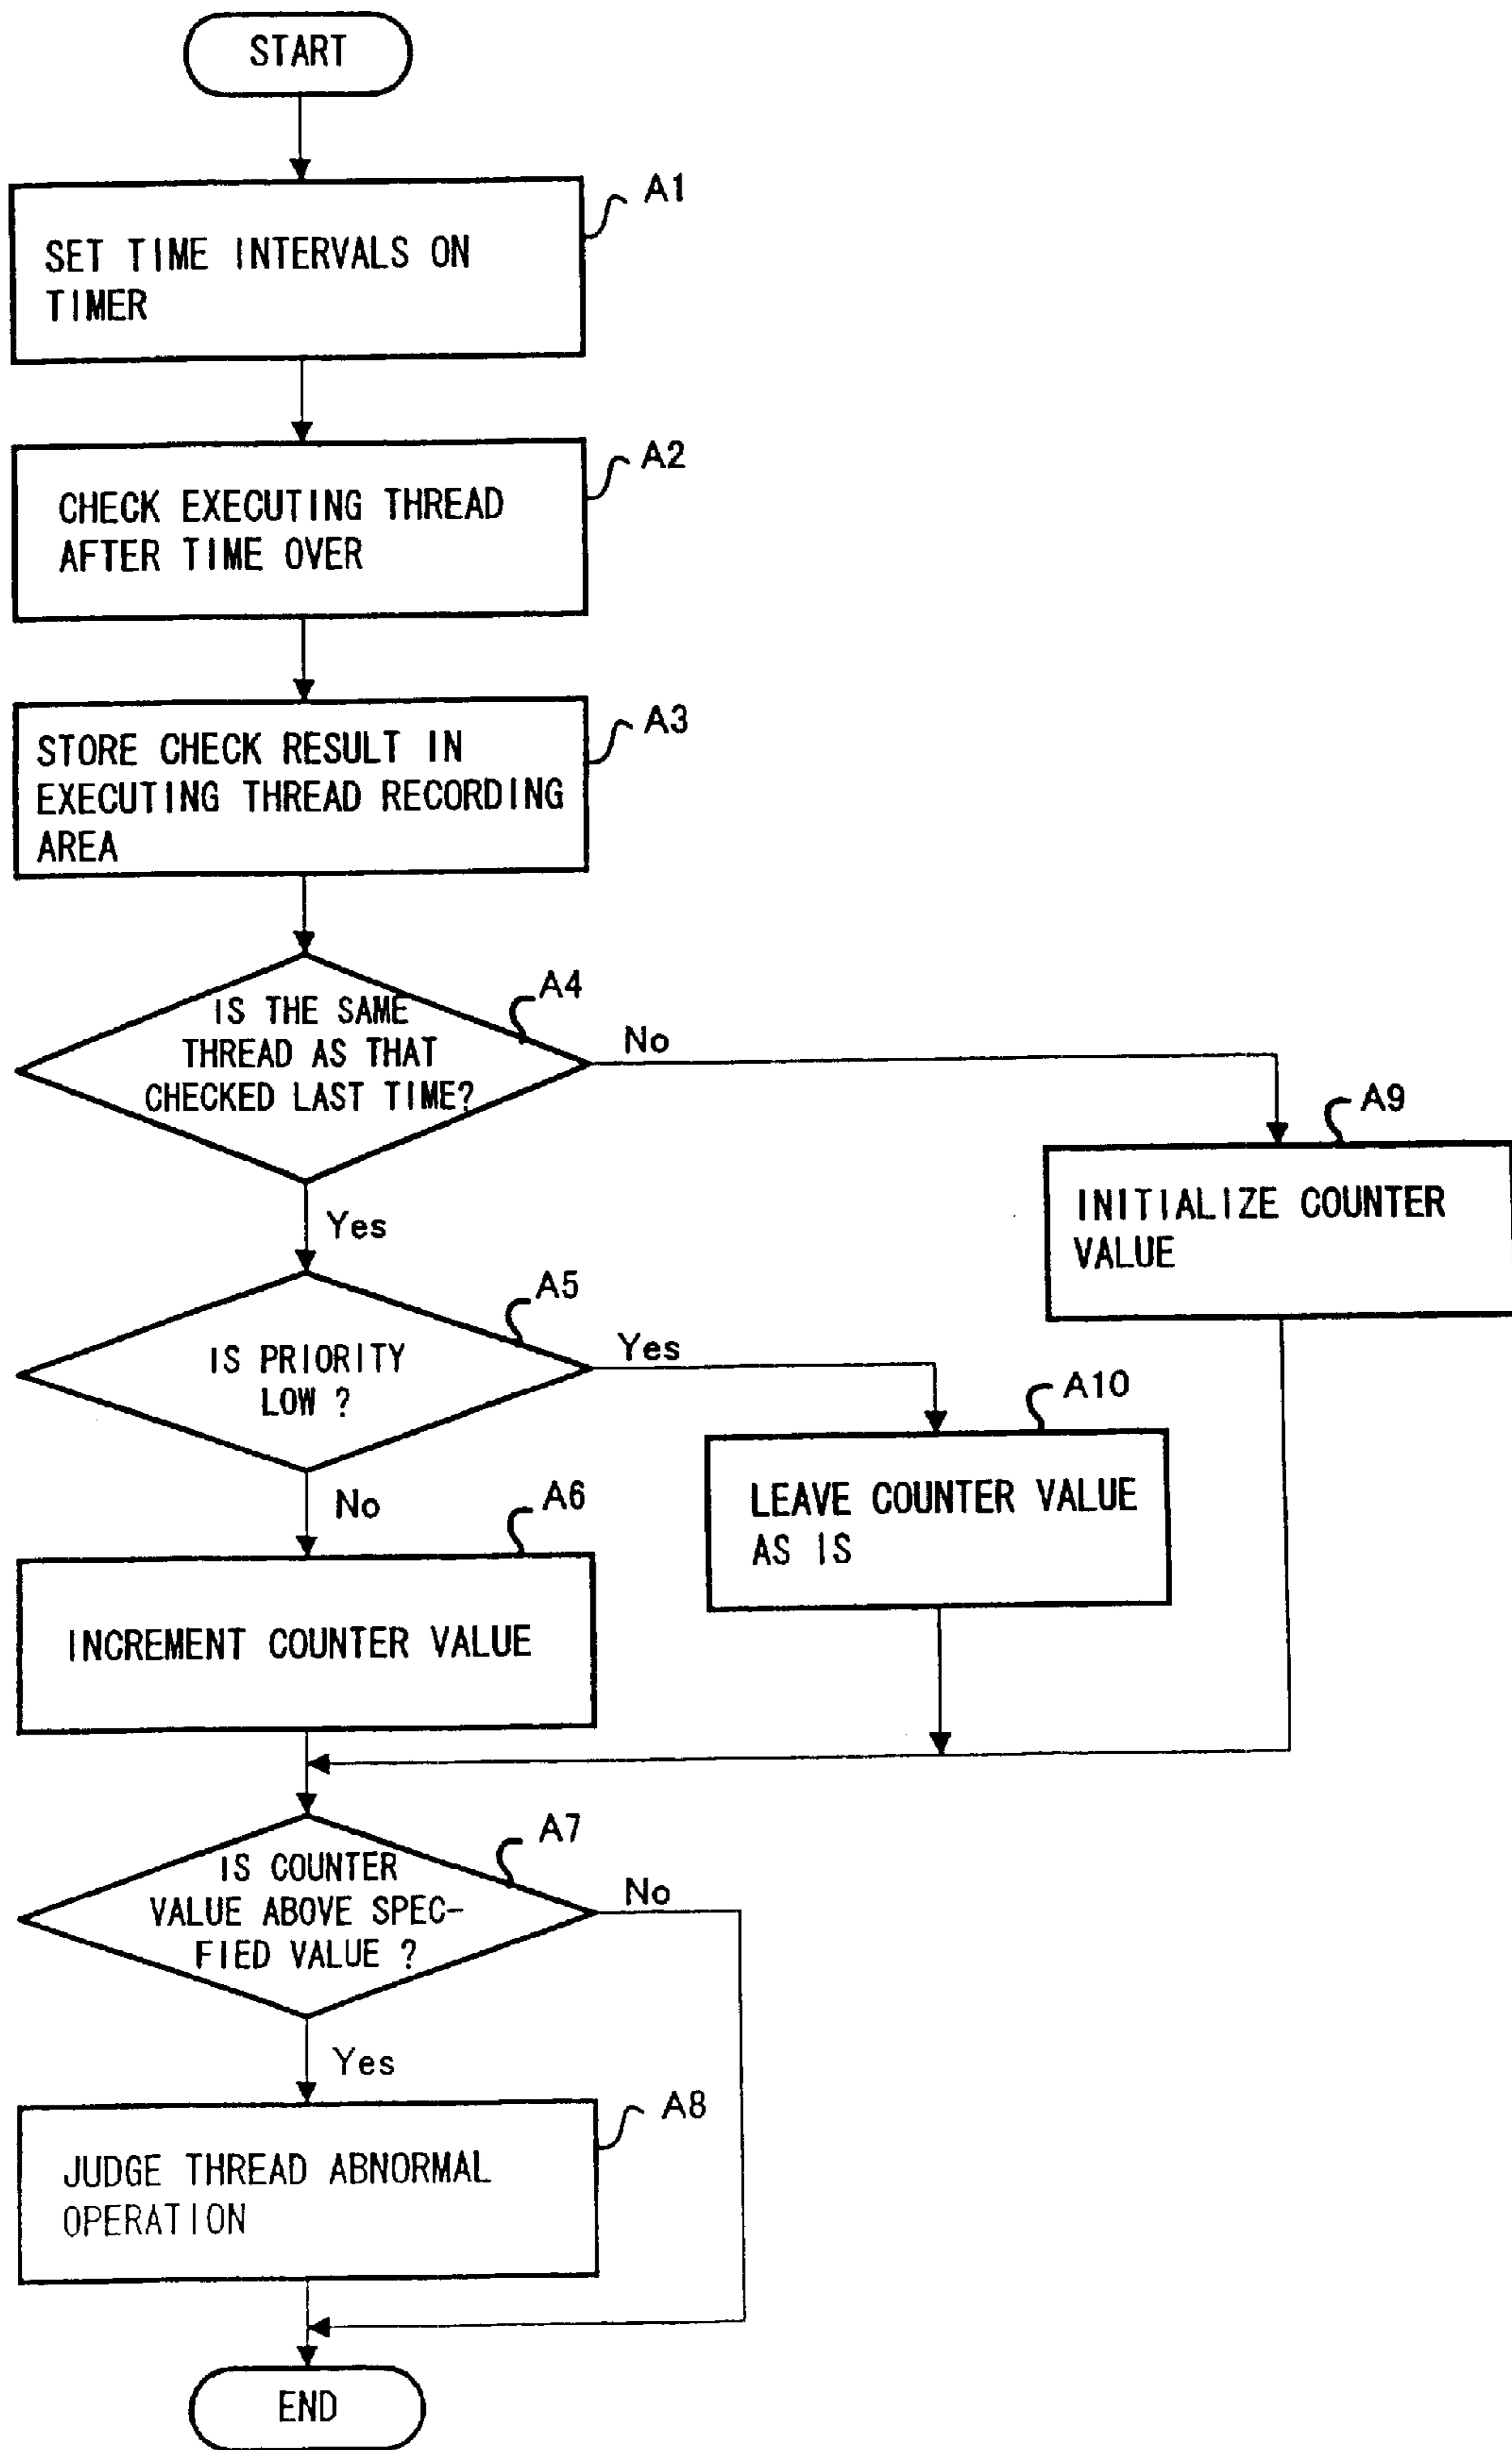 START
A1
SET TIME INTERVALS ON
TIMER
A2
CHECK EXECUTING THREAD
AFTER TIME OVER
A3
STORE CHECK RESULT IN
EXECUTING THREAD RECORDING
AREA
A4
IS THE SAME
THREAD AS THAT
CHECKED LAST TIME?
No
Yes
A9
INITIALIZE COUNTER
VALUE
A5
IS PRIORITY
LOW ?
Yes
No
A10
LEAVE COUNTER VALUE
AS IS
A6
INCREMENT COUNTER VALUE
A7
IS COUNTER
VALUE ABOVE SPEC-
FIED VALUE ?
No
Yes
A8
JUDGE THREAD ABNORMAL
OPERATION
END